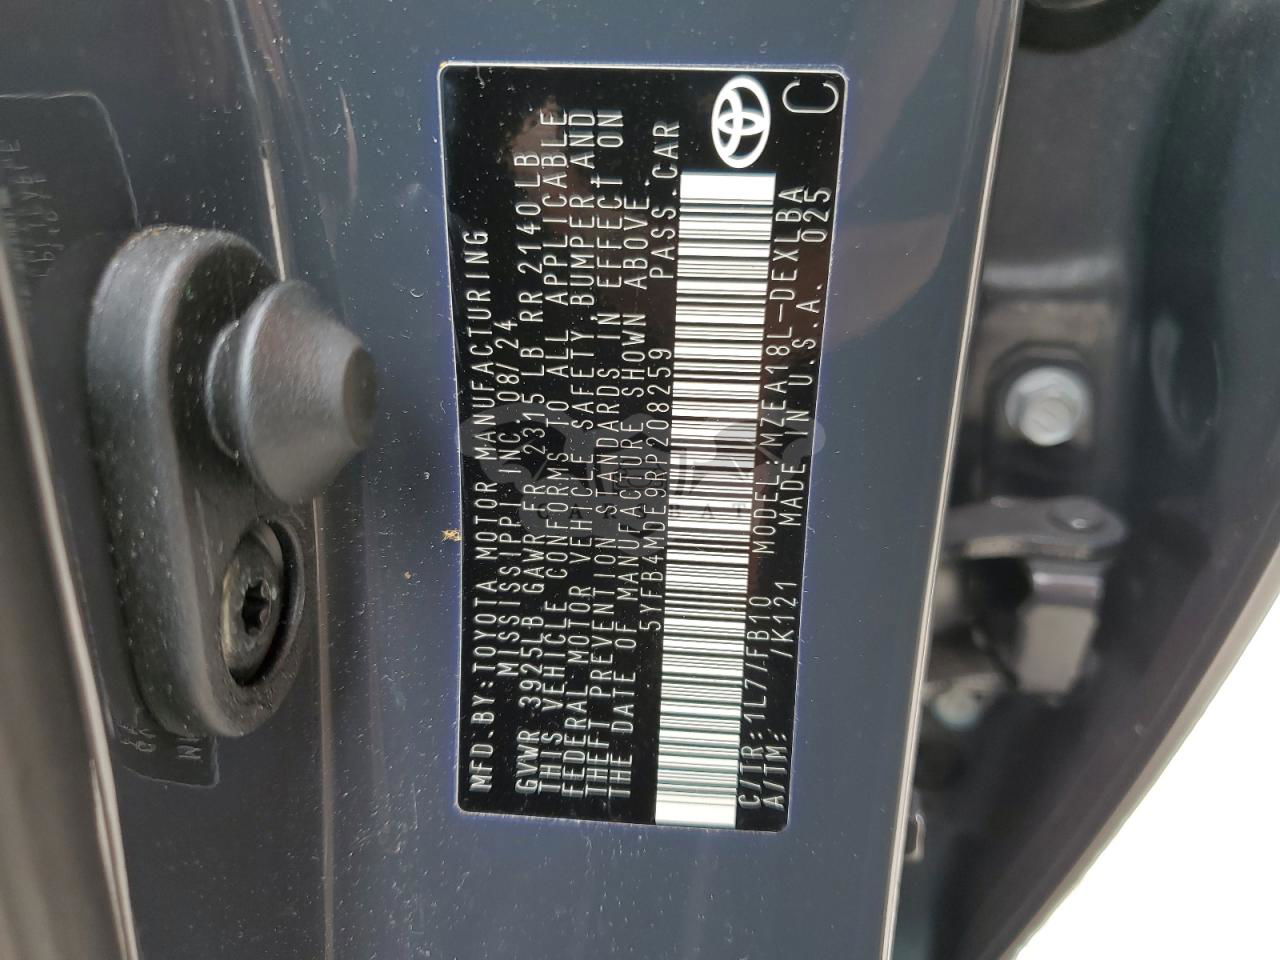 MFD.BY:TOYOTA MOTOR MANUFACTURING
MISSISSIPPI INC. 08/24
GVWR 3925LB GAWR FR 2315 LB RR 2140LB
THIS VEHICLE CONFORMS TO ALL APPLICABLE
FEDERAL MOTOR VEHICLE SAFETY,BUMPER AND
THEFT PREVENTION STANDARDS IN EFFECT ON
THE DATE OF MANUFACTURE SHOWN ABOVE.
5YFB4MDE9RP208259 PASS.CAR
C/TR:1L7/FB10 MODEL:MZEA18L-DEXLBA
A/TM: /K121 MADE IN U.S.A. 025
C